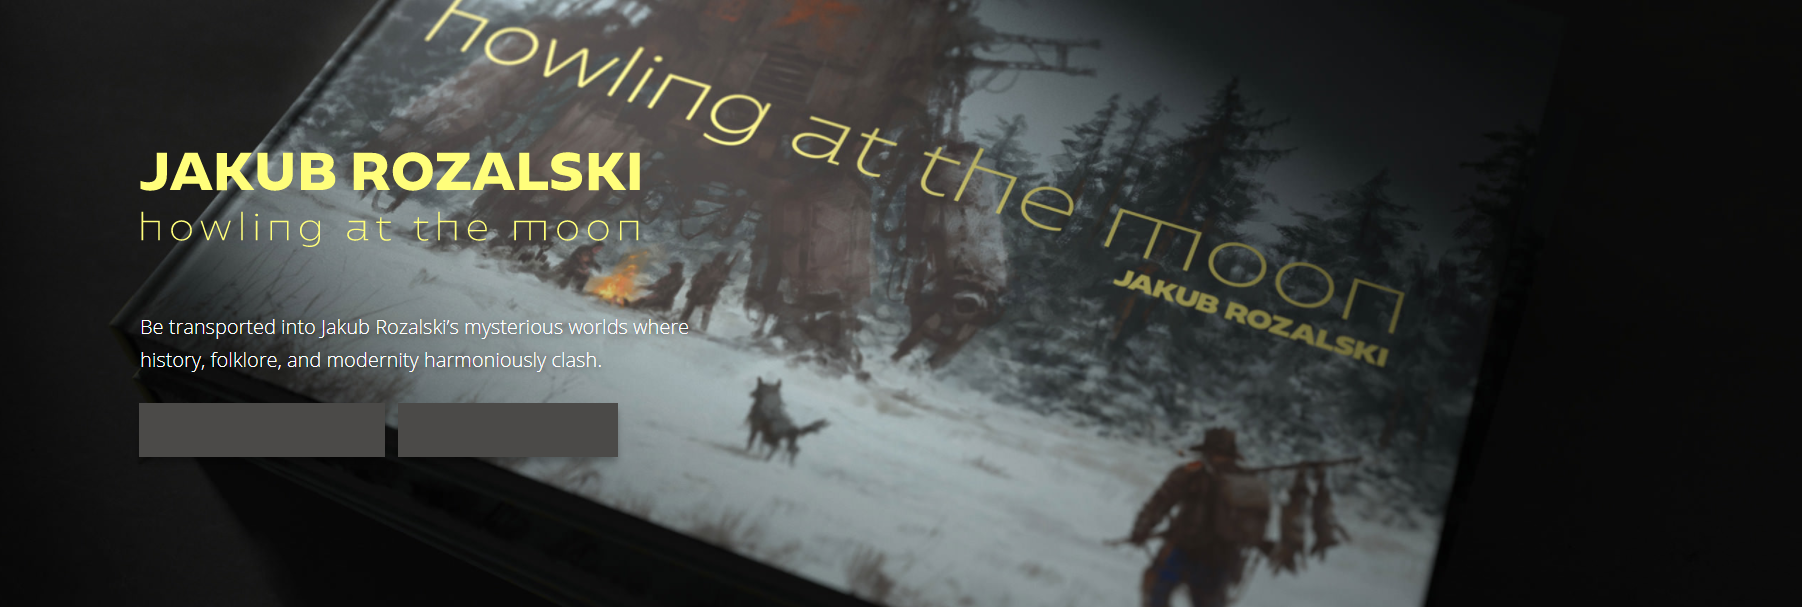 howling at the moon
JAKUB ROZALSKI
JAKUB ROZALSKI
howling at the moon
Be transported into Jakub Rozalski’s mysterious worlds where
history, folklore, and modernity harmoniously clash.